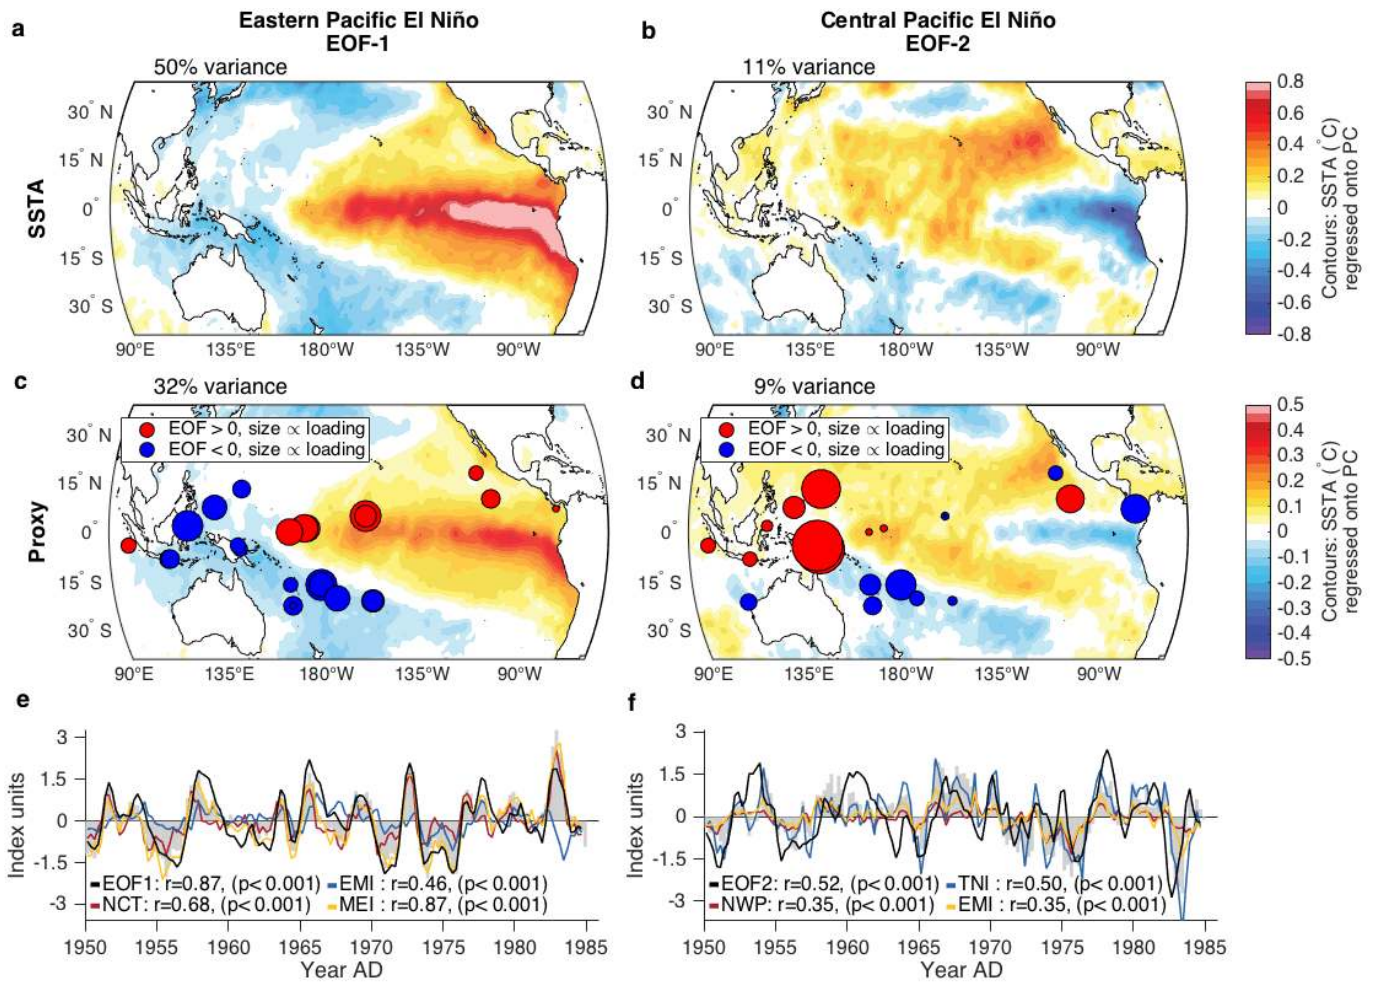 a
Eastern Pacific El Niño
EOF-1
50% variance
30° N
15° N
0°
15° S
30° S
SSTA
90°E
135°E
180°W
135°W
90°W
b
Central Pacific El Niño
EOF-2
11% variance
30° N
15° N
0°
15° S
30° S
90°E
135°E
180°W
135°W
90°W
0.8
0.6
0.4
0.2
0
-0.2
-0.4
-0.6
-0.8
Contours: SSTA (°C)
regressed onto PC
c
32% variance
EOF > 0, size ∝ loading
EOF < 0, size ∝ loading
30° N
15° N
0°
15° S
30° S
Proxy
90°E
135°E
180°W
135°W
90°W
d
9% variance
EOF > 0, size ∝ loading
EOF < 0, size ∝ loading
30° N
15° N
0°
15° S
30° S
90°E
135°E
180°W
135°W
90°W
0.5
0.4
0.3
0.2
0.1
0
-0.1
-0.2
-0.3
-0.4
-0.5
Contours: SSTA (°C)
regressed onto PC
e
3
1.5
0
-1.5
-3
Index units
EOF1: r=0.87, (p< 0.001)
EMI : r=0.46, (p< 0.001)
NCT: r=0.68, (p< 0.001)
MEI : r=0.87, (p< 0.001)
1950 1955 1960 1965 1970 1975 1980 1985
Year AD
f
3
1.5
0
-1.5
-3
Index units
EOF2: r=0.52, (p< 0.001)
TNI : r=0.50, (p< 0.001)
NWP: r=0.35, (p< 0.001)
EMI : r=0.35, (p< 0.001)
1950 1955 1960 1965 1970 1975 1980 1985
Year AD